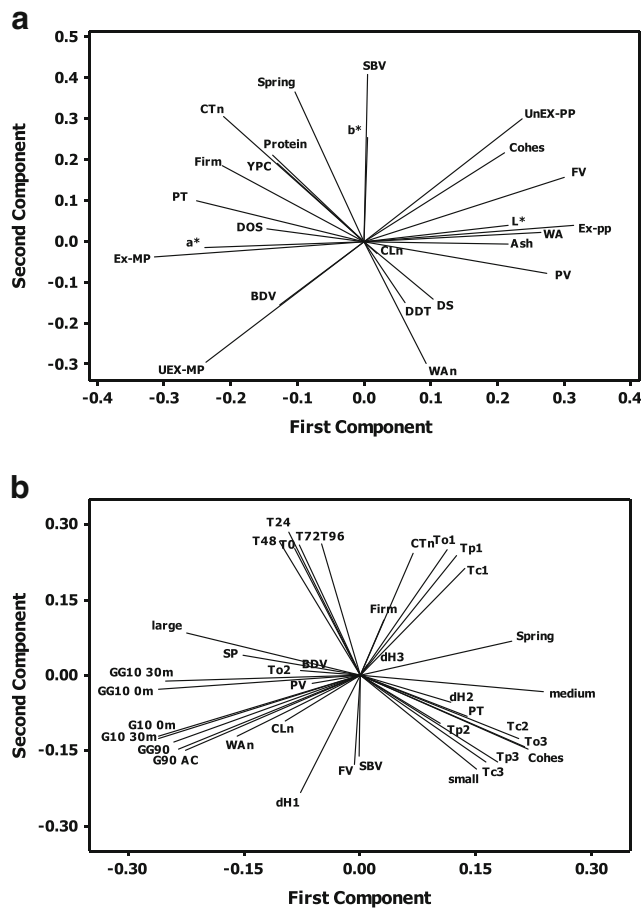 a
0.5
0.4
0.3
0.2
0.1
0.0
-0.1
-0.2
-0.3
Second Component
SBV
Spring
CTn
b*
UnEX-PP
Protein
Cohes
Firm
YPC
FV
PT
DOS
L*
Ex-pp
WA
a*
Ash
CLn
Ex-MP
PV
BDV
DS
DDT
UEX-MP
WAn
-0.4
-0.3
-0.2
-0.1
0.0
0.1
0.2
0.3
0.4
First Component
b
0.30
0.15
0.00
-0.15
-0.30
Second Component
T24
T48
T0
T72T96
CTn
To1
Tp1
Tc1
Firm
large
Spring
SP
dH3
BDV
To2
GG10 30m
PV
GG10 0m
medium
dH2
PT
G10 0m
CLn
Tp2
Tc2
G10 30m
WAn
To3
GG90
G90 AC
Tp3
Cohes
FV
SBV
Tc3
small
dH1
-0.30
-0.15
0.00
0.15
0.30
First Component